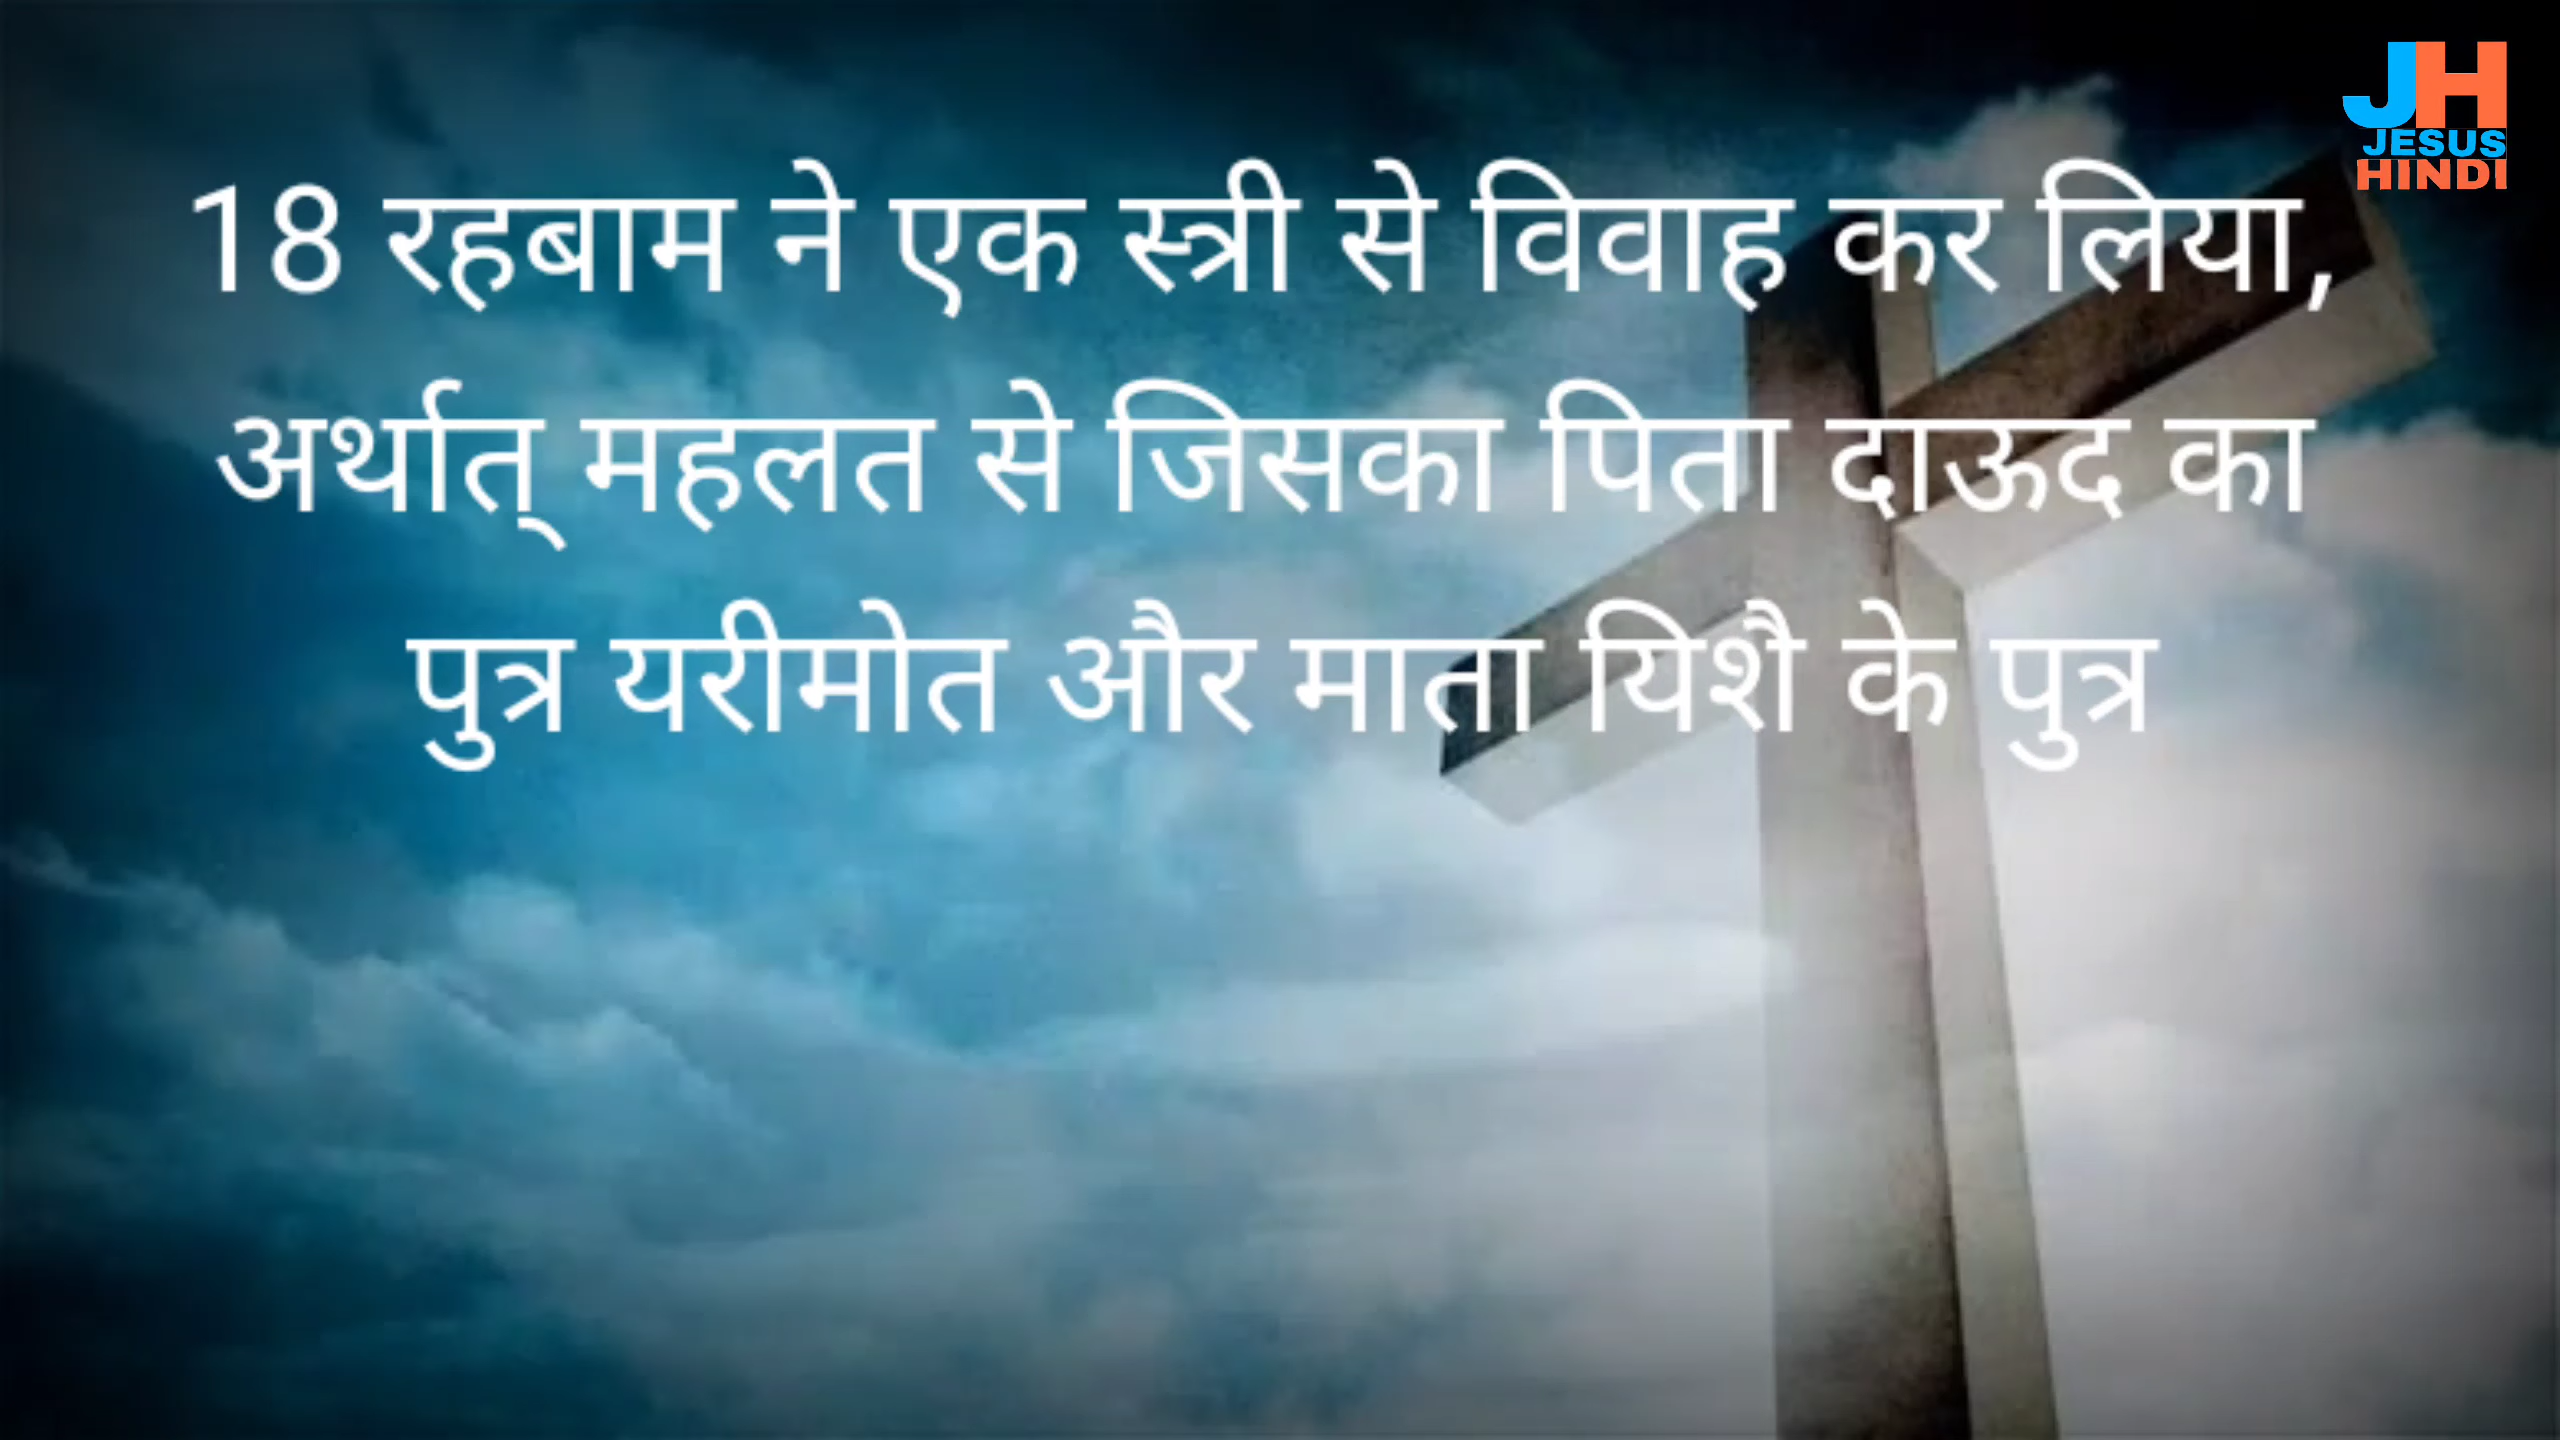 JH
JESUS
HINDI
18 रहबाम ने एक स्त्री से विवाह कर लिया,
अर्थात् महलत से जिसका पिता दाऊद का
पुत्र यरीमोत और माता यिशै के पुत्र